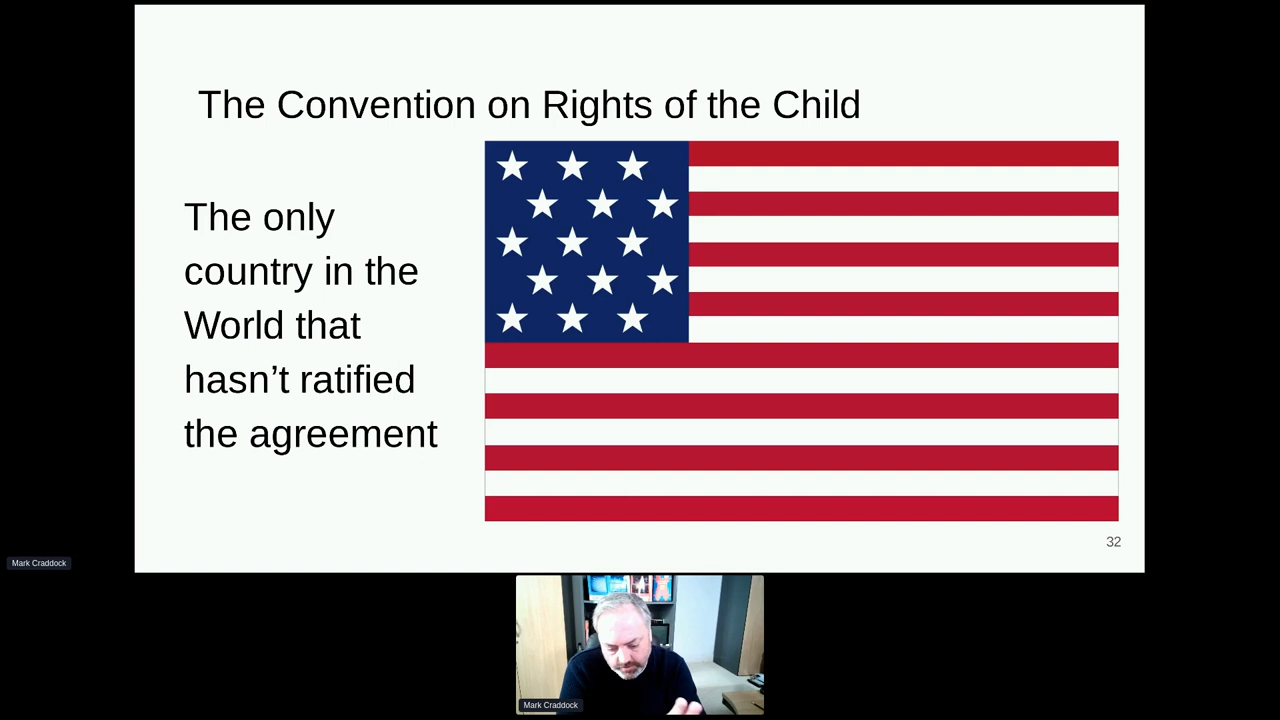 The Convention on Rights of the Child
The only
country in the
World that
hasn’t ratified
the agreement
32
Mark Craddock
Mark Craddock